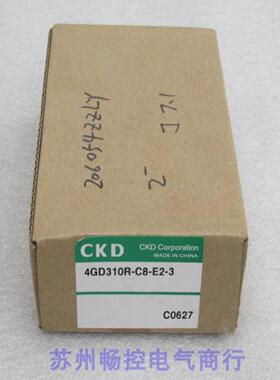 CKD
CKD Corporation
MADE IN CHINA
4GD310R-C8-E2-3
C0627
苏州畅控电气商行